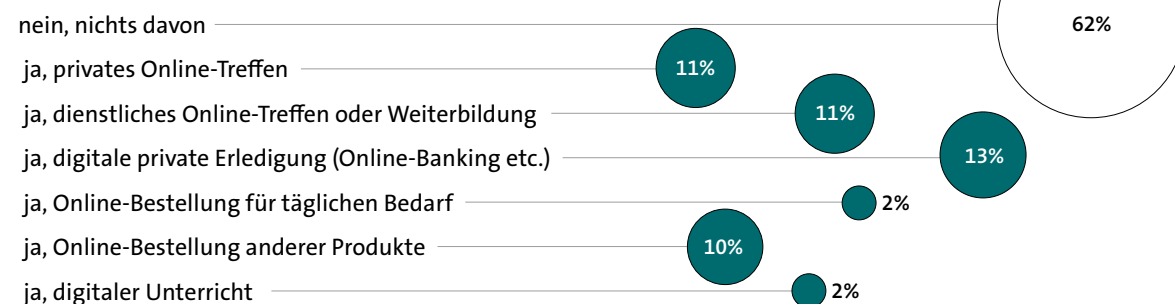 nein, nichts davon 62%
ja, privates Online-Treffen 11%
ja, dienstliches Online-Treffen oder Weiterbildung 11%
ja, digitale private Erledigung (Online-Banking etc.) 13%
ja, Online-Bestellung für täglichen Bedarf 2%
ja, Online-Bestellung anderer Produkte 10%
ja, digitaler Unterricht 2%